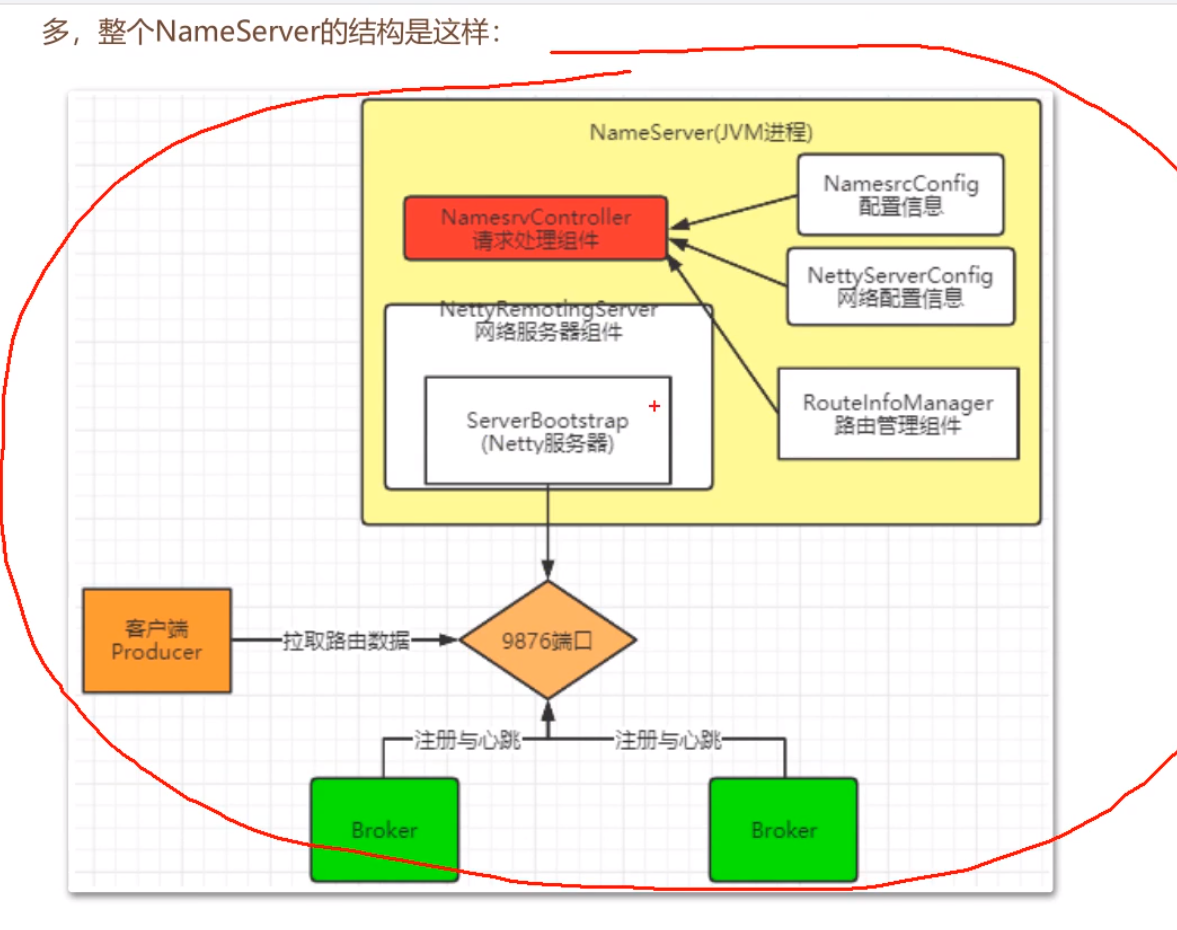 多，整个NameServer的结构是这样：
NameServer(JVM进程)
NamesrcConfig
配置信息
NamesrvController
请求处理组件
NettyServerConfig
网络配置信息
NettyRemotingServer
网络服务器组件
RouteInfoManager
路由管理组件
ServerBootstrap
(Netty服务器)
客户端
Producer
拉取路由数据
9876端口
注册与心跳
注册与心跳
Broker
Broker